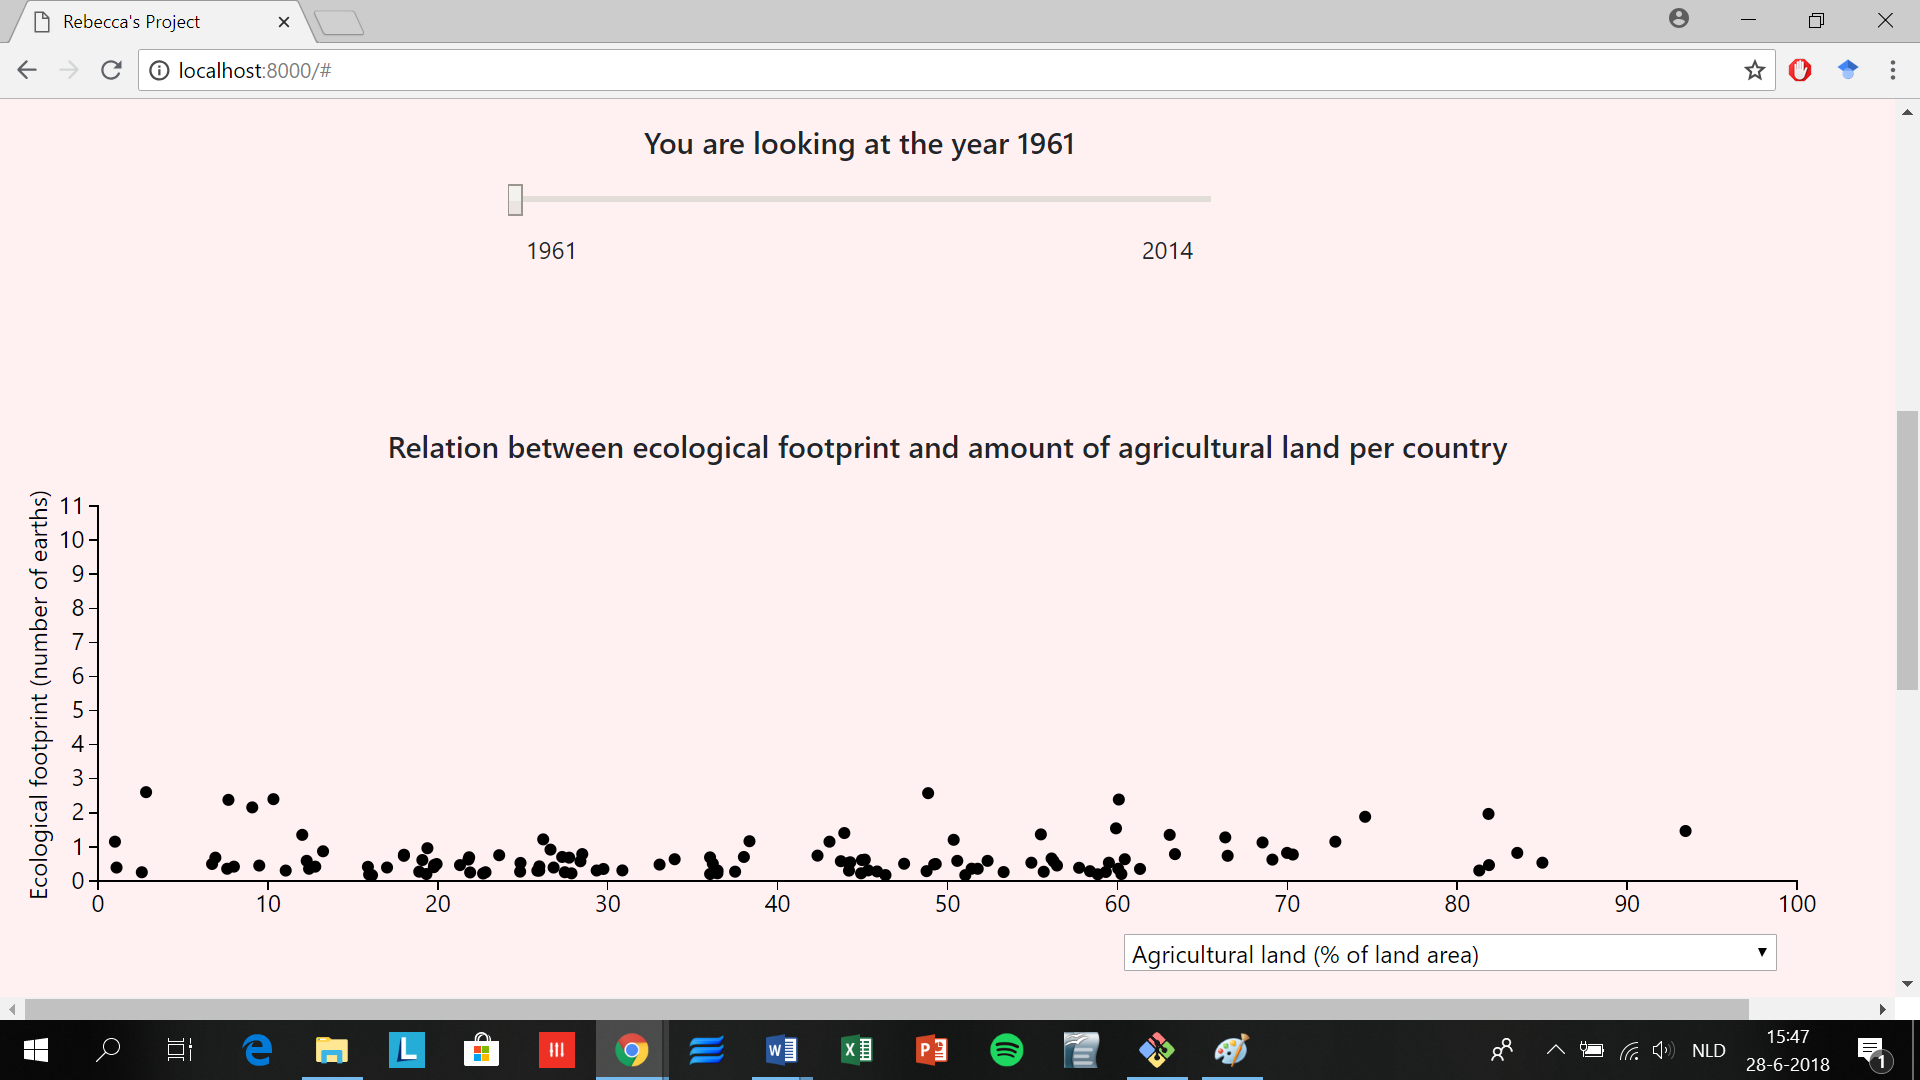 Rebecca's Project
localhost:8000/#
You are looking at the year 1961
1961 2014
Relation between ecological footprint and amount of agricultural land per country
Ecological footprint (number of earths)
11
10
9
8
7
6
5
4
3
2
1
0
0 10 20 30 40 50 60 70 80 90 100
Agricultural land (% of land area)
NLD
15:47
28-6-2018
1